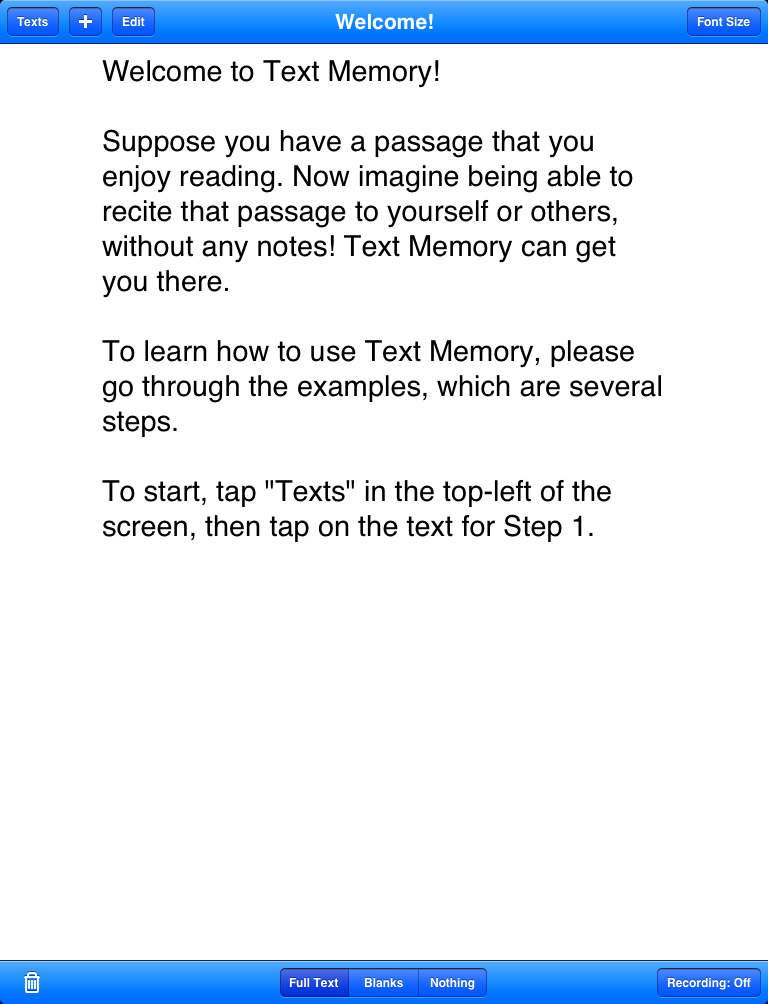 Texts + Edit Welcome! Font Size
Welcome to Text Memory!
Suppose you have a passage that you
enjoy reading. Now imagine being able to
recite that passage to yourself or others,
without any notes! Text Memory can get
you there.
To learn how to use Text Memory, please
go through the examples, which are several
steps.
To start, tap "Texts" in the top-left of the
screen, then tap on the text for Step 1.
Full Text Blanks Nothing Recording: Off